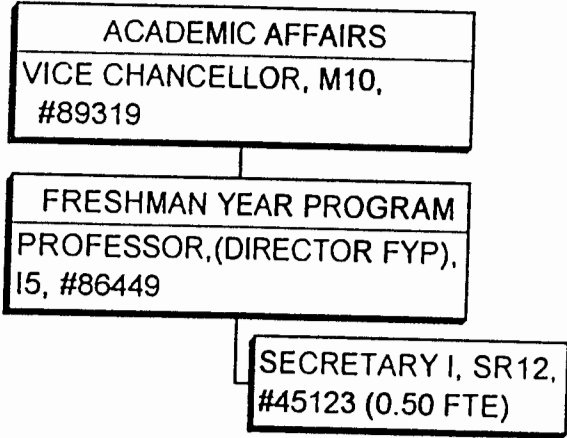 ACADEMIC AFFAIRS
VICE CHANCELLOR, M10,
#89319
FRESHMAN YEAR PROGRAM
PROFESSOR,(DIRECTOR FYP),
I5, #86449
SECRETARY I, SR12,
#45123 (0.50 FTE)